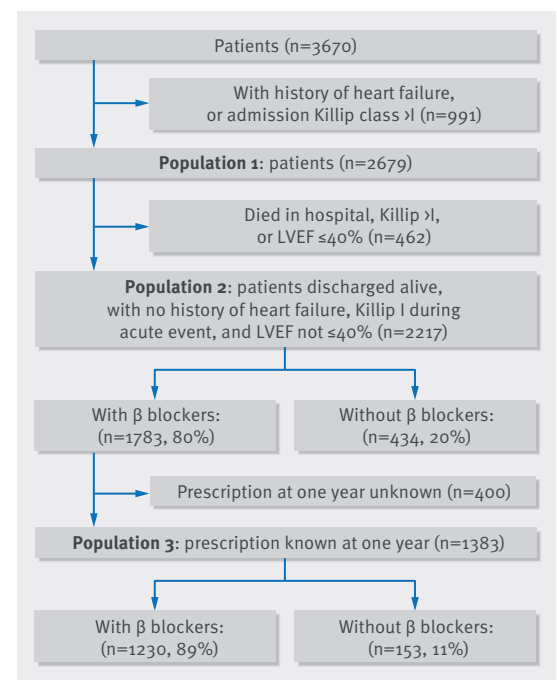 Patients (n=3670)
With history of heart failure,
or admission Killip class >I (n=991)
Population 1: patients (n=2679)
Died in hospital, Killip >I,
or LVEF ≤40% (n=462)
Population 2: patients discharged alive,
with no history of heart failure, Killip I during
acute event, and LVEF not ≤40% (n=2217)
With β blockers:
(n=1783, 80%)
Without β blockers:
(n=434, 20%)
Prescription at one year unknown (n=400)
Population 3: prescription known at one year (n=1383)
With β blockers:
(n=1230, 89%)
Without β blockers:
(n=153, 11%)